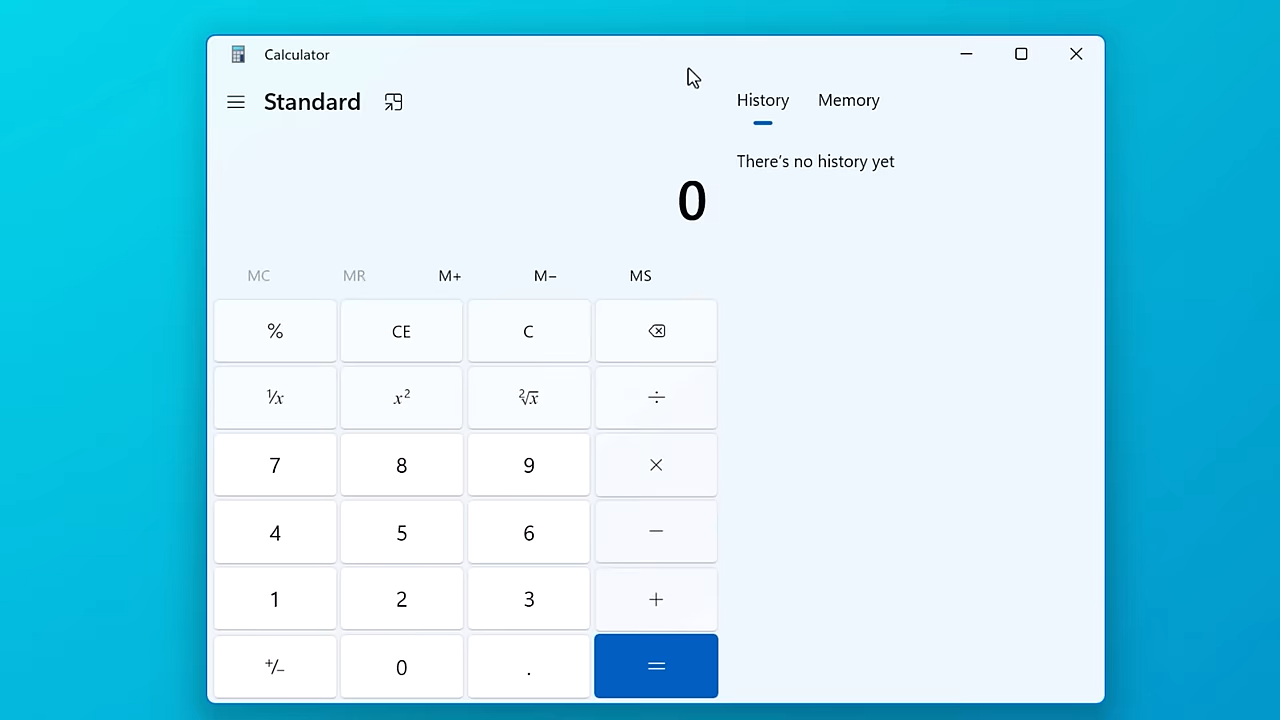 Calculator
Standard
History Memory
There's no history yet
0
MC MR M+ M− MS
% CE C
¹/x x² ²√x ÷
7 8 9 ×
4 5 6 −
1 2 3 +
+/− 0 . =